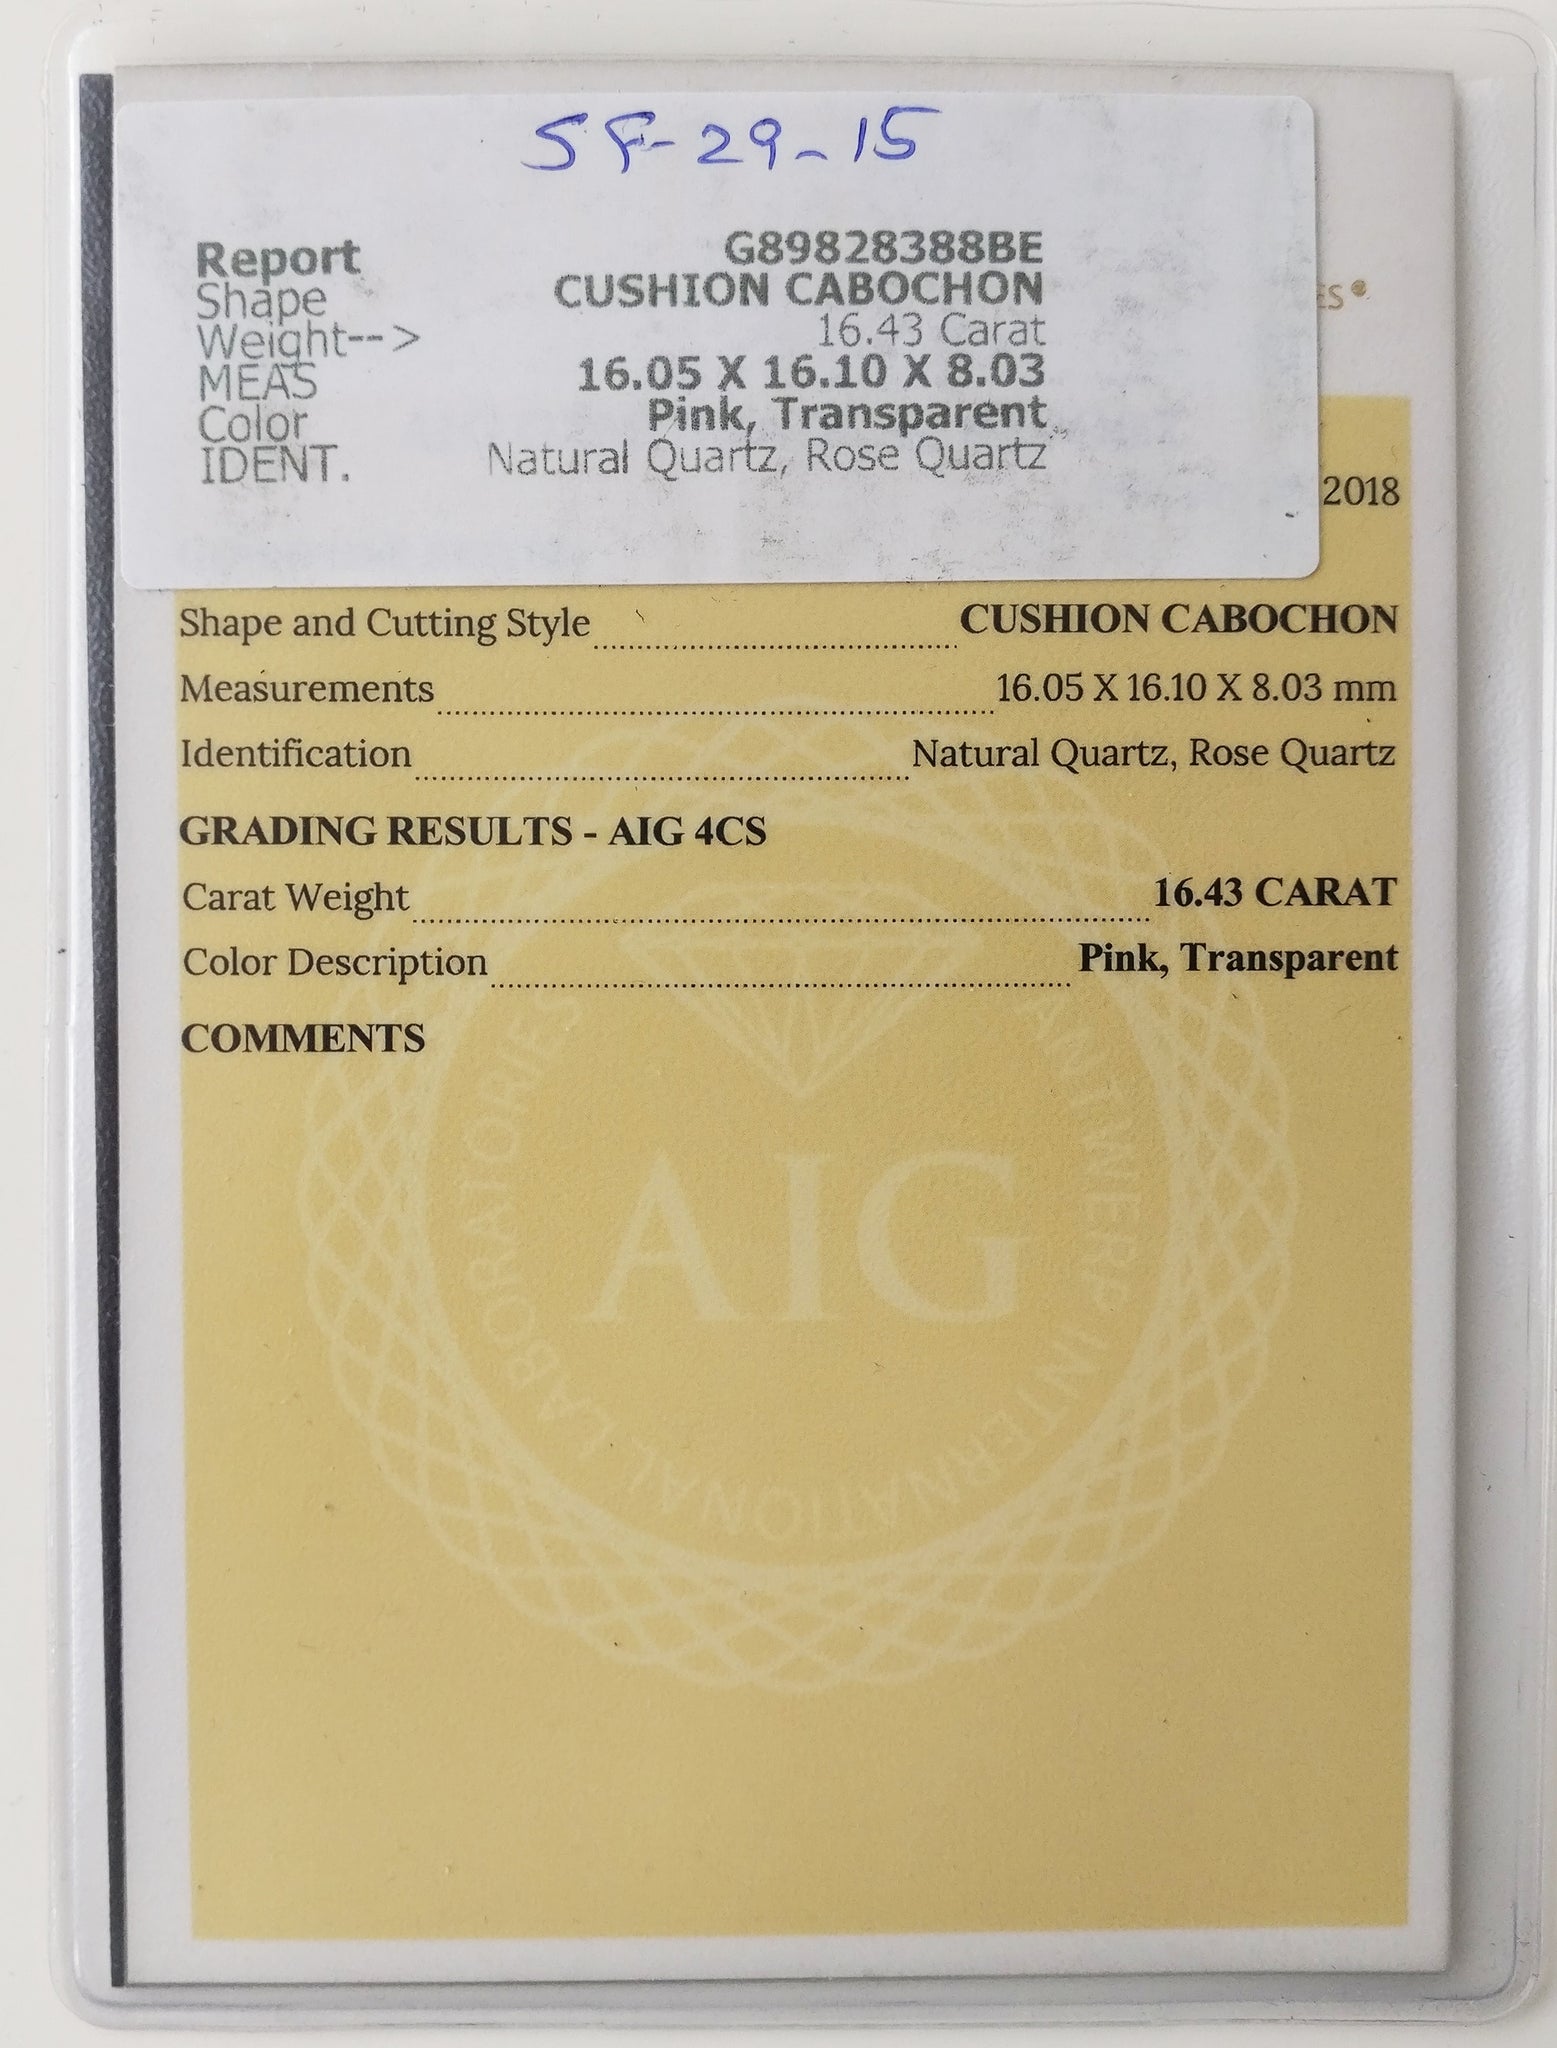 SF-29-15
Report G89828388BE
Shape CUSHION CABOCHON
Weight--> 16.43 Carat
MEAS 16.05 X 16.10 X 8.03
Color Pink, Transparent
IDENT. Natural Quartz, Rose Quartz
2018
Shape and Cutting Style CUSHION CABOCHON
Measurements 16.05 X 16.10 X 8.03 mm
Identification Natural Quartz, Rose Quartz
GRADING RESULTS - AIG 4CS
Carat Weight 16.43 CARAT
Color Description Pink, Transparent
COMMENTS
AIG
ANTWERP INTERNATIONAL LABORATORIES